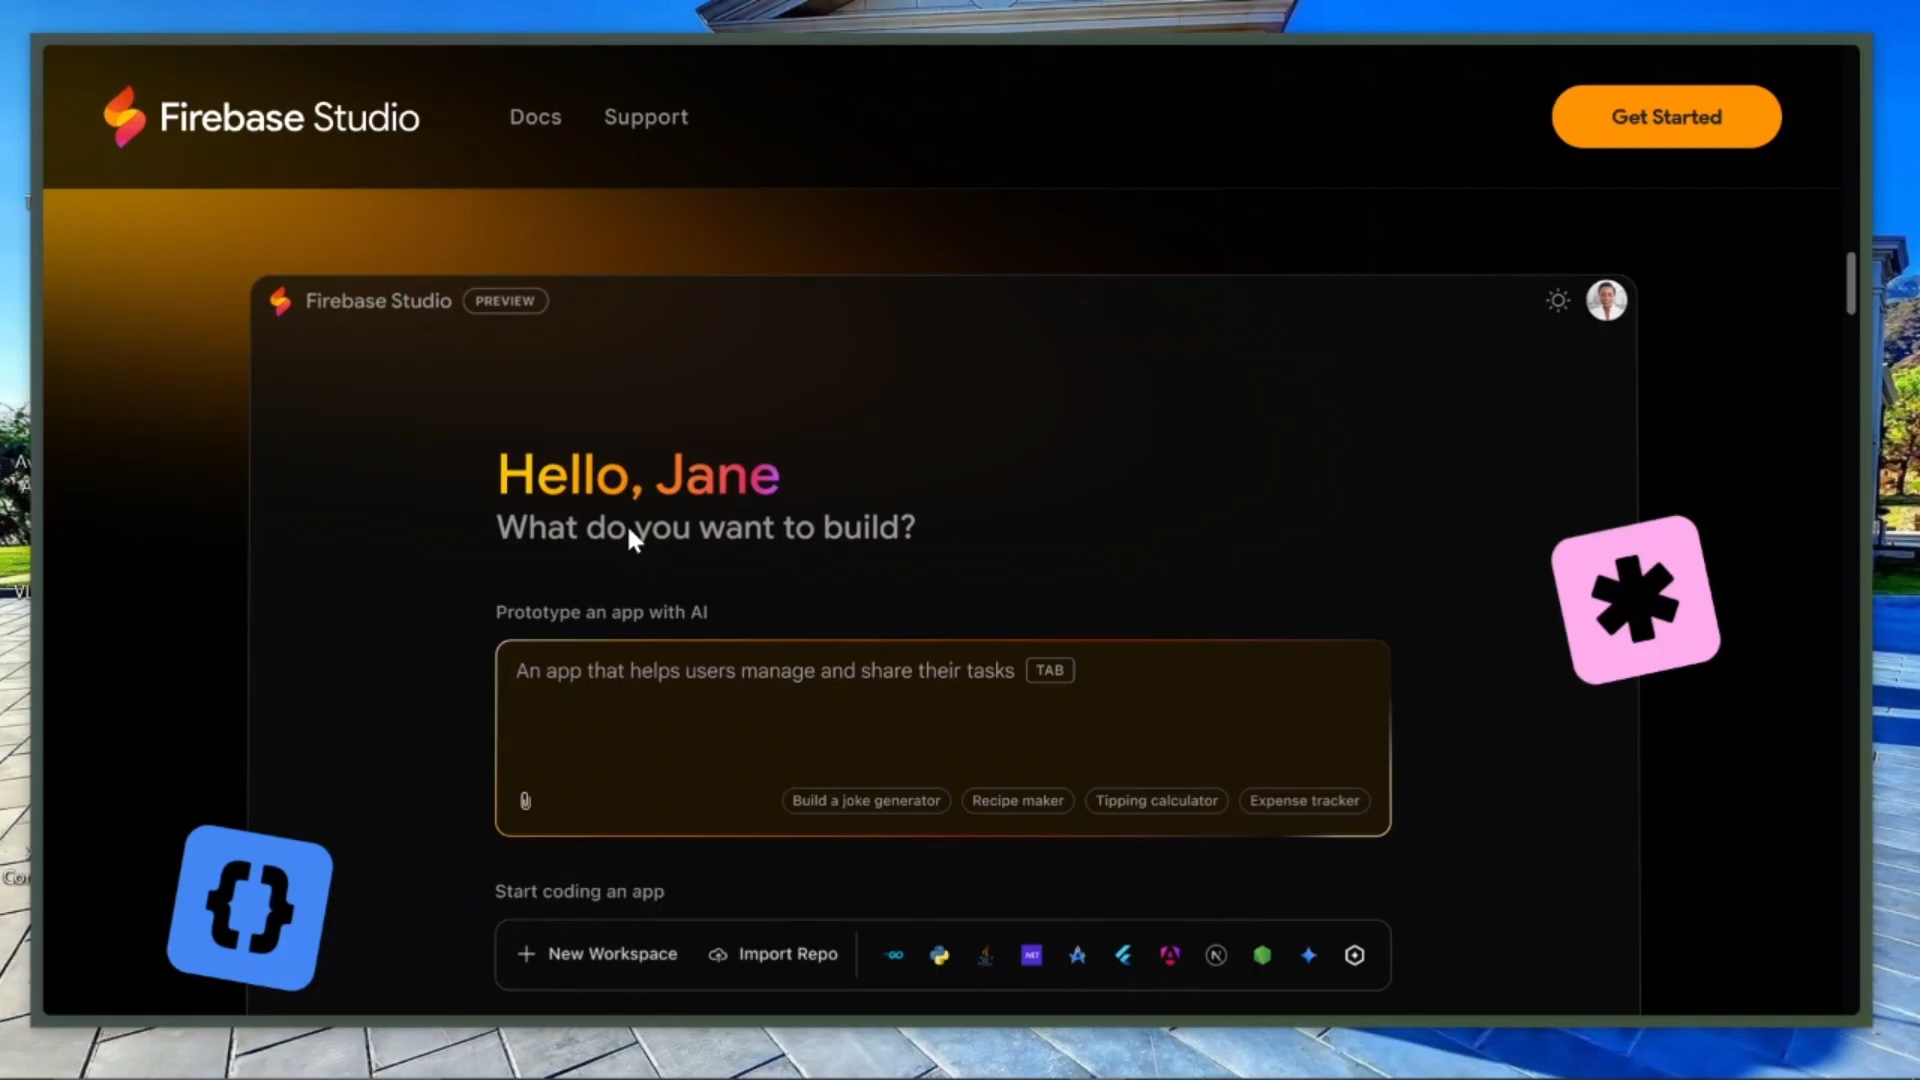 Firebase Studio
Docs
Support
Get Started
Firebase Studio
PREVIEW
Hello, Jane
What do you want to build?
Prototype an app with AI
An app that helps users manage and share their tasks TAB
Build a joke generator
Recipe maker
Tipping calculator
Expense tracker
Start coding an app
New Workspace
Import Repo
.NET